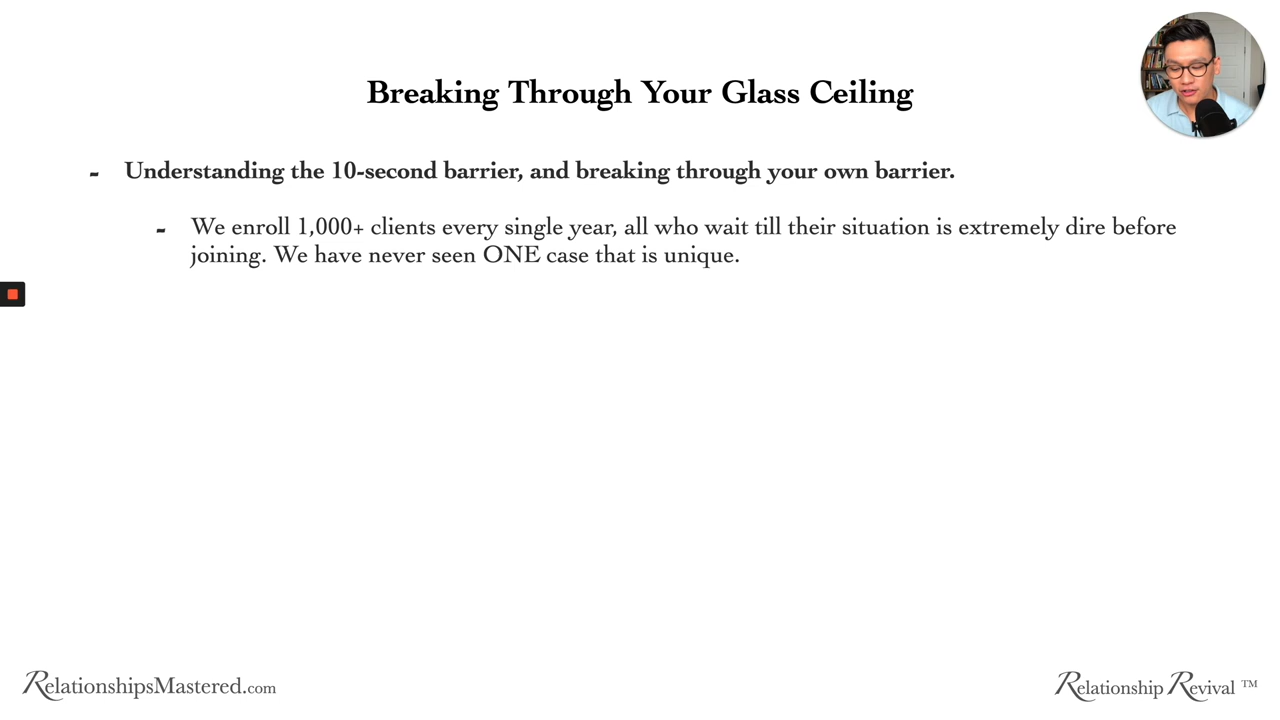 Breaking Through Your Glass Ceiling
- Understanding the 10-second barrier, and breaking through your own barrier.
- We enroll 1,000+ clients every single year, all who wait till their situation is extremely dire before
joining. We have never seen ONE case that is unique.
RelationshipsMastered.com
Relationship Revival ™